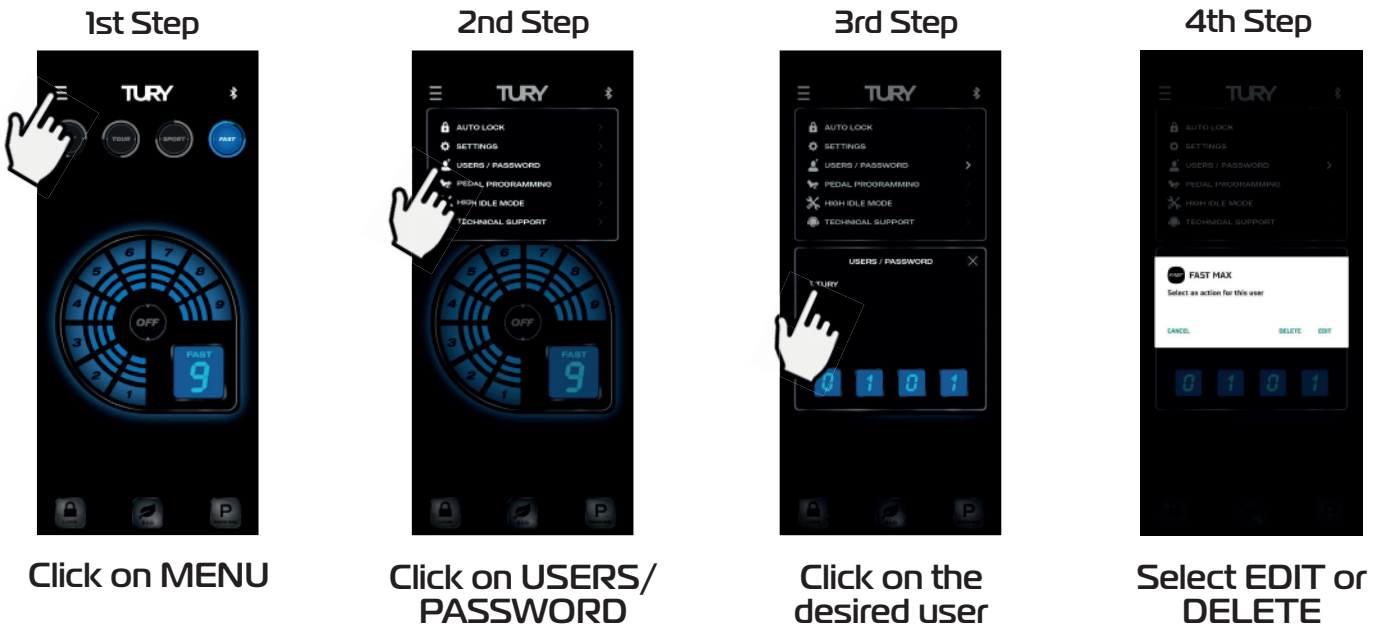 1st Step
TURY
TOUR
SPORT
FAST
6
7
5
8
4
9
3
OFF
2
1
FAST
9
LOCK
ECO
P
Click on MENU
2nd Step
TURY
AUTO LOCK
SETTINGS
USERS / PASSWORD
PEDAL PROGRAMMING
HIGH IDLE MODE
TECHNICAL SUPPORT
5
6
7
8
4
9
3
OFF
2
1
FAST
9
LOCK
ECO
P
Click on USERS/
PASSWORD
3rd Step
TURY
AUTO LOCK
SETTINGS
USERS / PASSWORD
PEDAL PROGRAMMING
HIGH IDLE MODE
TECHNICAL SUPPORT
USERS / PASSWORD
TURY
0 1 0 1
P
Click on the
desired user
4th Step
TURY
AUTO LOCK
SETTINGS
USERS / PASSWORD
PEDAL PROGRAMMING
HIGH IDLE MODE
TECHNICAL SUPPORT
FAST FAST MAX
Select an action for this user
CANCEL DELETE EDIT
0 1 0 1
Select EDIT or
DELETE